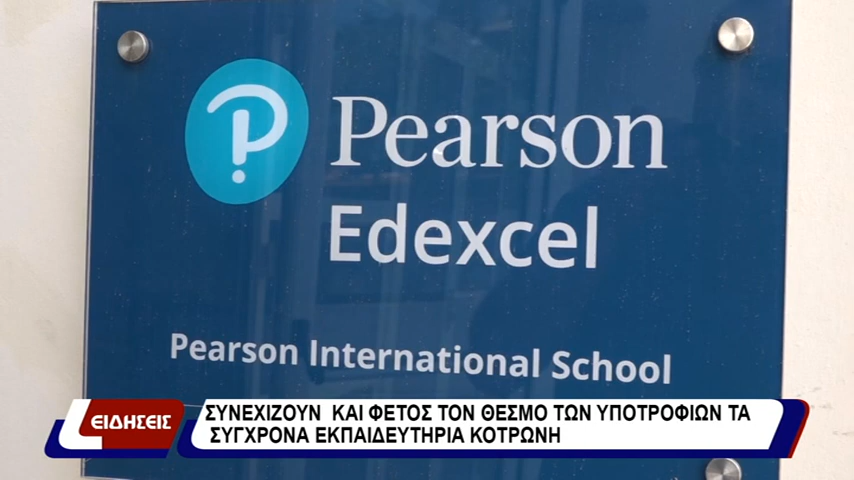 Pearson
Edexcel
Pearson International School
ΕΙΔΗΣΕΙΣ
ΣΥΝΕΧΙΖΟΥΝ ΚΑΙ ΦΕΤΟΣ ΤΟΝ ΘΕΣΜΟ ΤΩΝ ΥΠΟΤΡΟΦΙΩΝ ΤΑ
ΣΥΓΧΡΟΝΑ ΕΚΠΑΙΔΕΥΤΗΡΙΑ ΚΟΤΡΩΝΗ